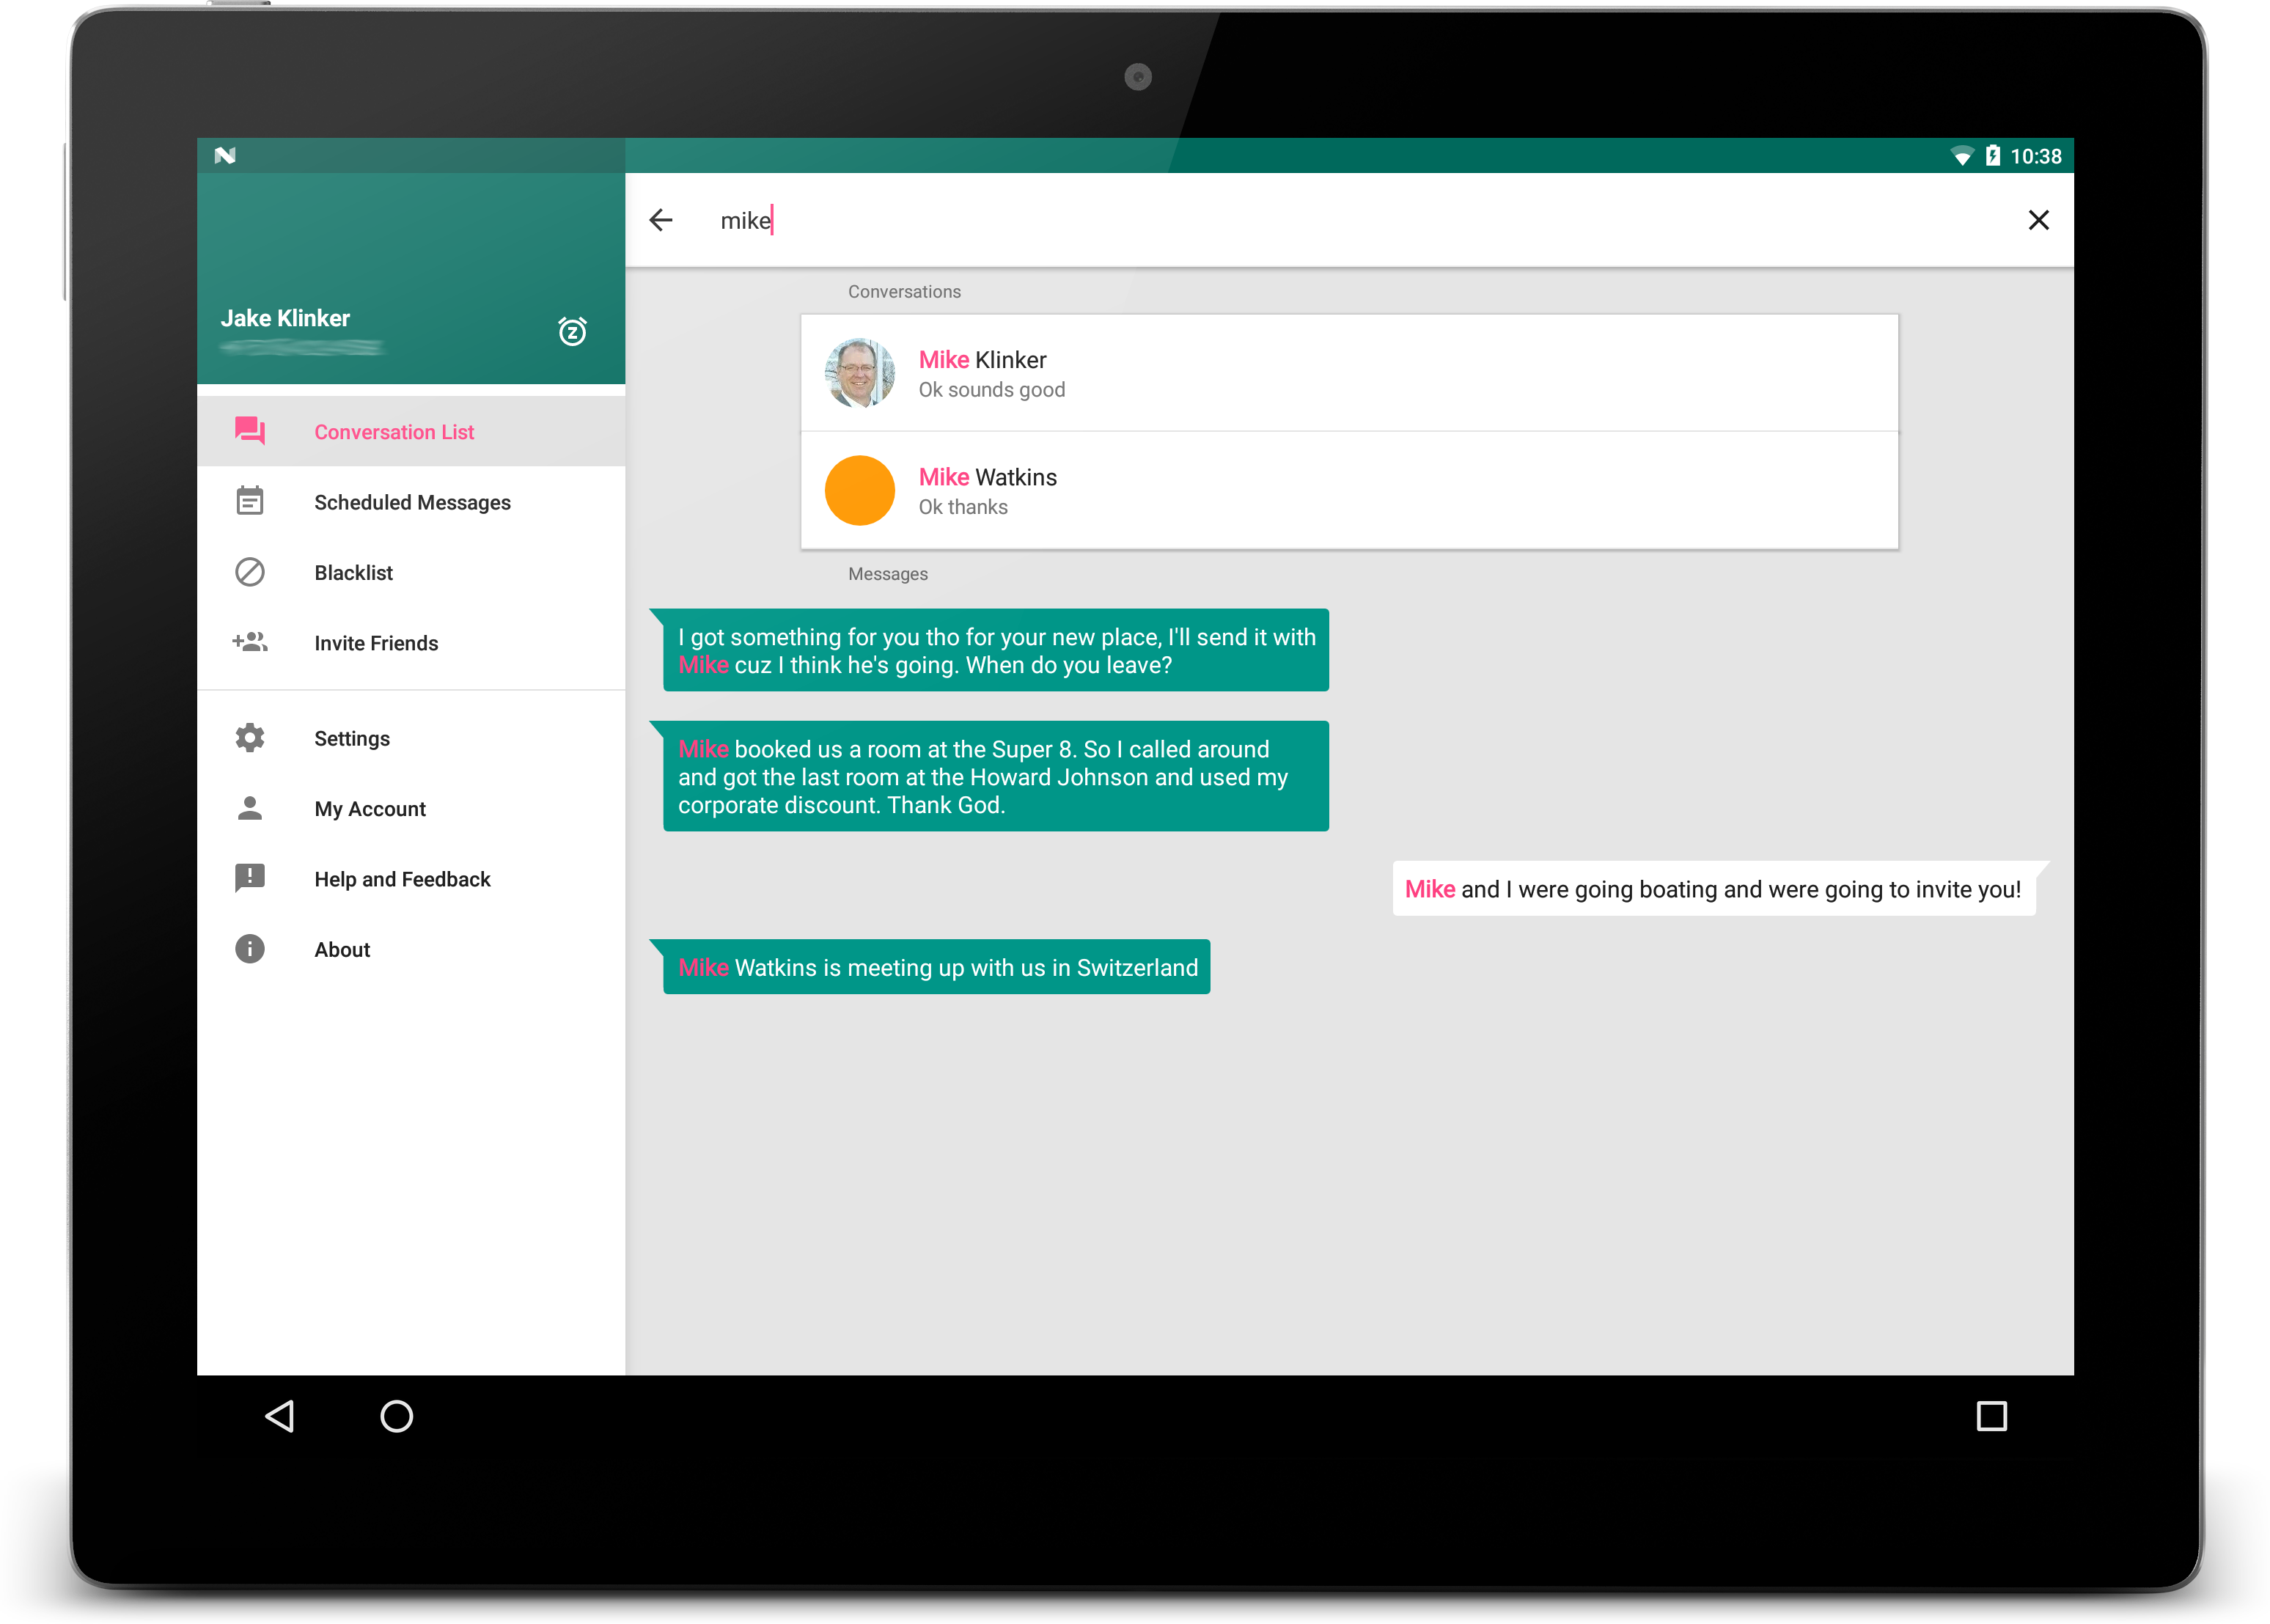 10:38
Jake Klinker
Conversation List
Scheduled Messages
Blacklist
Invite Friends
Settings
My Account
Help and Feedback
About
mike
Conversations
Mike Klinker
Ok sounds good
Mike Watkins
Ok thanks
Messages
I got something for you tho for your new place, I'll send it with
Mike cuz I think he's going. When do you leave?
Mike booked us a room at the Super 8. So I called around
and got the last room at the Howard Johnson and used my
corporate discount. Thank God.
Mike and I were going boating and were going to invite you!
Mike Watkins is meeting up with us in Switzerland